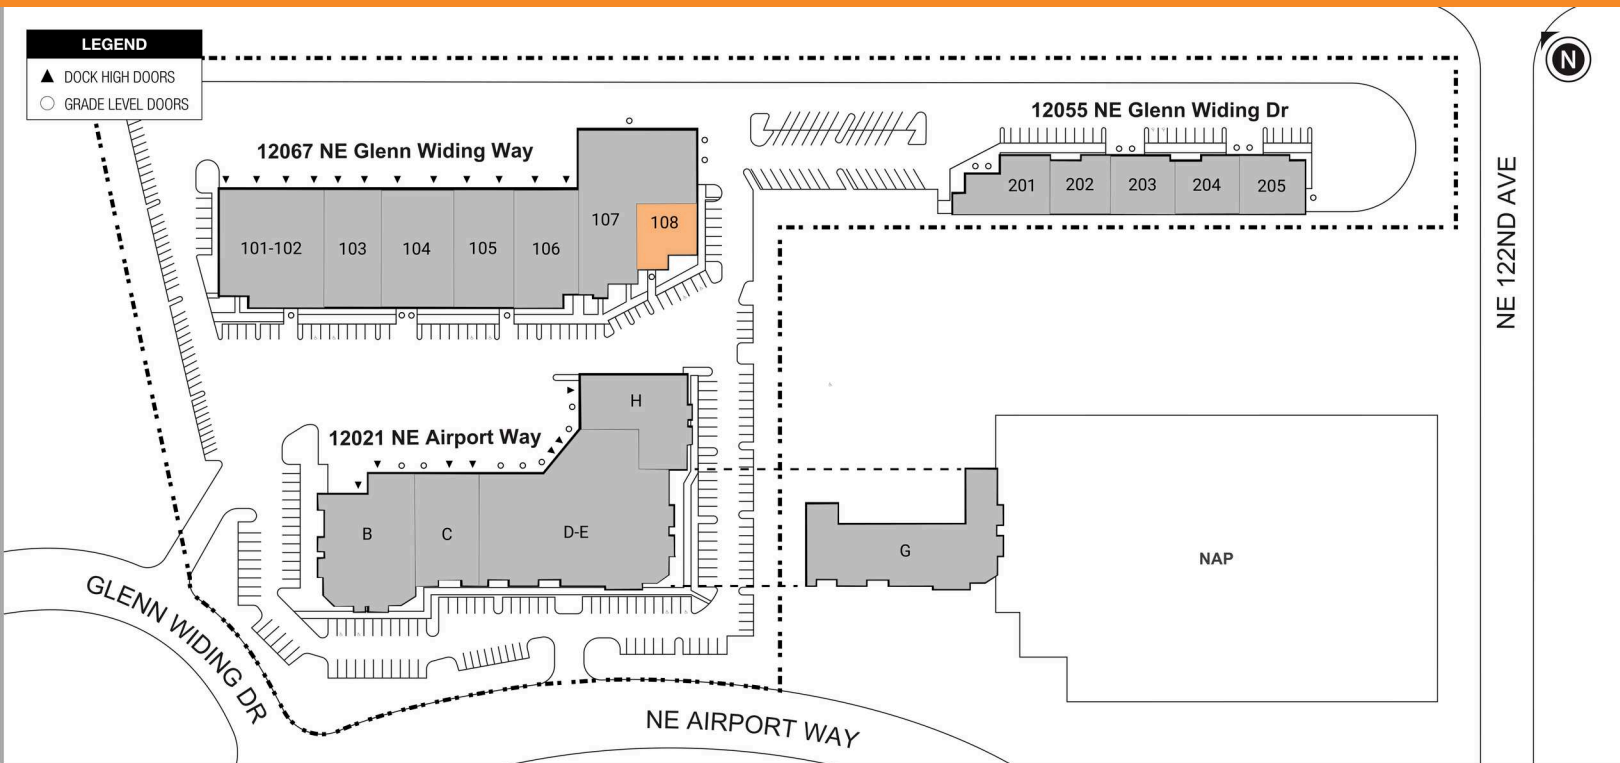 LEGEND
DOCK HIGH DOORS
GRADE LEVEL DOORS
N
12055 NE Glenn Widing Dr
12067 NE Glenn Widing Way
201
202
203
204
205
107
108
101-102
103
104
105
106
NE 122ND AVE
H
12021 NE Airport Way
B
C
D-E
G
NAP
GLENN WIDING DR
NE AIRPORT WAY